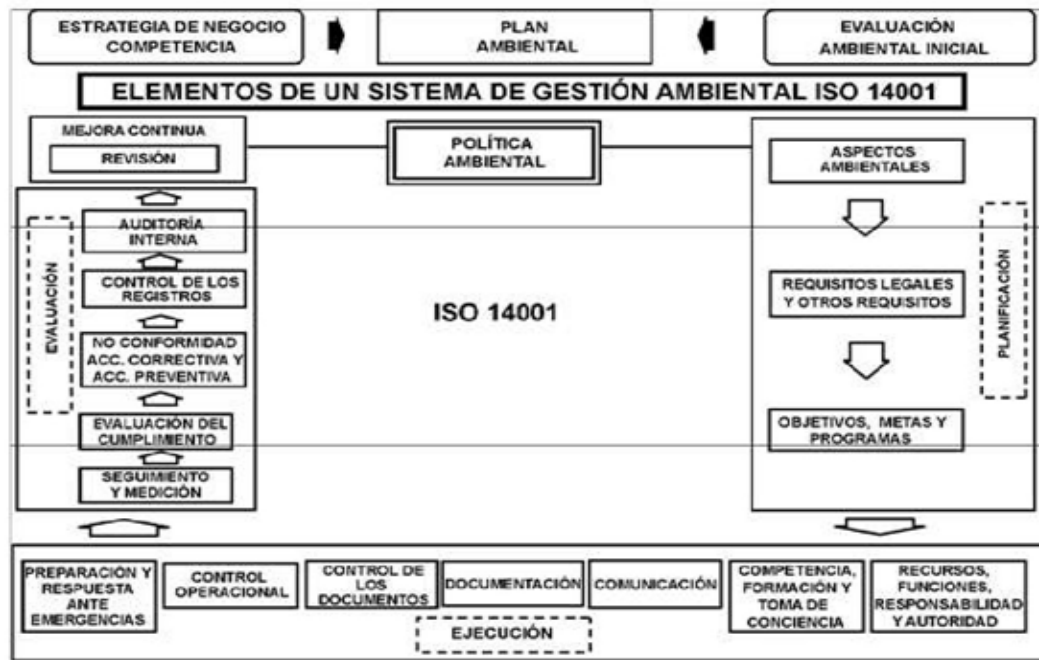 ESTRATEGIA DE NEGOCIO
COMPETENCIA
PLAN
AMBIENTAL
EVALUACIÓN
AMBIENTAL INICIAL
ELEMENTOS DE UN SISTEMA DE GESTIÓN AMBIENTAL ISO 14001
MEJORA CONTINUA
REVISIÓN
POLÍTICA
AMBIENTAL
ASPECTOS
AMBIENTALES
EVALUACIÓN
AUDITORÍA
INTERNA
CONTROL DE LOS
REGISTROS
NO CONFORMIDAD
ACC. CORRECTIVA Y
ACC. PREVENTIVA
EVALUACIÓN DEL
CUMPLIMIENTO
SEGUIMIENTO
Y MEDICIÓN
ISO 14001
REQUISITOS LEGALES
Y OTROS REQUISITOS
OBJETIVOS, METAS Y
PROGRAMAS
PLANIFICACIÓN
PREPARACIÓN Y
RESPUESTA
ANTE
EMERGENCIAS
CONTROL
OPERACIONAL
CONTROL DE
LOS
DOCUMENTOS
DOCUMENTACIÓN
COMUNICACIÓN
COMPETENCIA,
FORMACIÓN Y
TOMA DE
CONCIENCIA
RECURSOS,
FUNCIONES,
RESPONSABILIDAD
Y AUTORIDAD
EJECUCIÓN